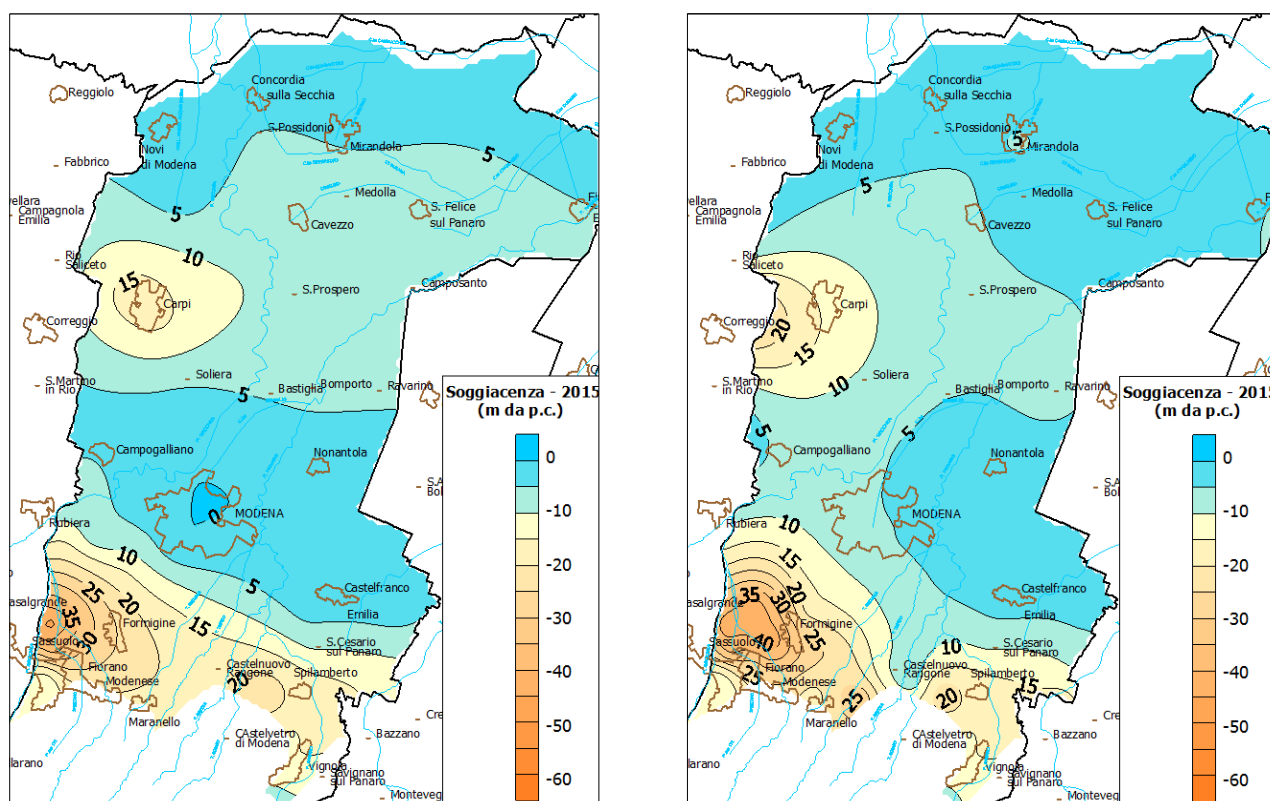 Reggiolo
Concordia
sulla Secchia
S.Possidonio
Mirandola
Novi
di Modena
Fabbrico
5
Medolla
Campagnola
Emilia
5
Cavezzo
S. Felice
sul Panaro
Rio
Saliceto
10
15
Carpi
S.Prospero
Camposanto
Correggio
S.Martino
in Rio
Soliera
5
Bastiglia
Bomporto
Ravarino
Campogalliano
Nonantola
MODENA
0
Rubiera
10
5
Castelfranco
Emilia
25
20
35
30
Formigine
15
Sassuolo
Fiorano
Modenese
S.Cesario
sul Panaro
Castelnuovo
Rangone
20
Spilamberto
Maranello
CAstelvetro
di Modena
Bazzano
Vignola
Savignano
sul Panaro
Monteveg
Soggiacenza - 2015
(m da p.c.)
0
-10
-20
-30
-40
-50
-60
Reggiolo
Concordia
sulla Secchia
S.Possidonio
5
Mirandola
Novi
di Modena
Fabbrico
5
Medolla
Campagnola
Emilia
Cavezzo
S. Felice
sul Panaro
Rio
Saliceto
Carpi
S.Prospero
Camposanto
Correggio
20
15
10
S.Martino
in Rio
Soliera
Bastiglia
Bomporto
Ravarino
5
5
Campogalliano
Nonantola
MODENA
Rubiera
10
15
20
35
30
25
40
25
25
Castelfranco
Emilia
Formigine
Sassuolo
Fiorano
Modenese
10
S.Cesario
sul Panaro
Castelnuovo
Rangone
20
Spilamberto
15
Maranello
CAstelvetro
di Modena
Bazzano
Vignola
Savignano
sul Panaro
Monteveg
Soggiacenza - 2015
(m da p.c.)
0
-10
-20
-30
-40
-50
-60